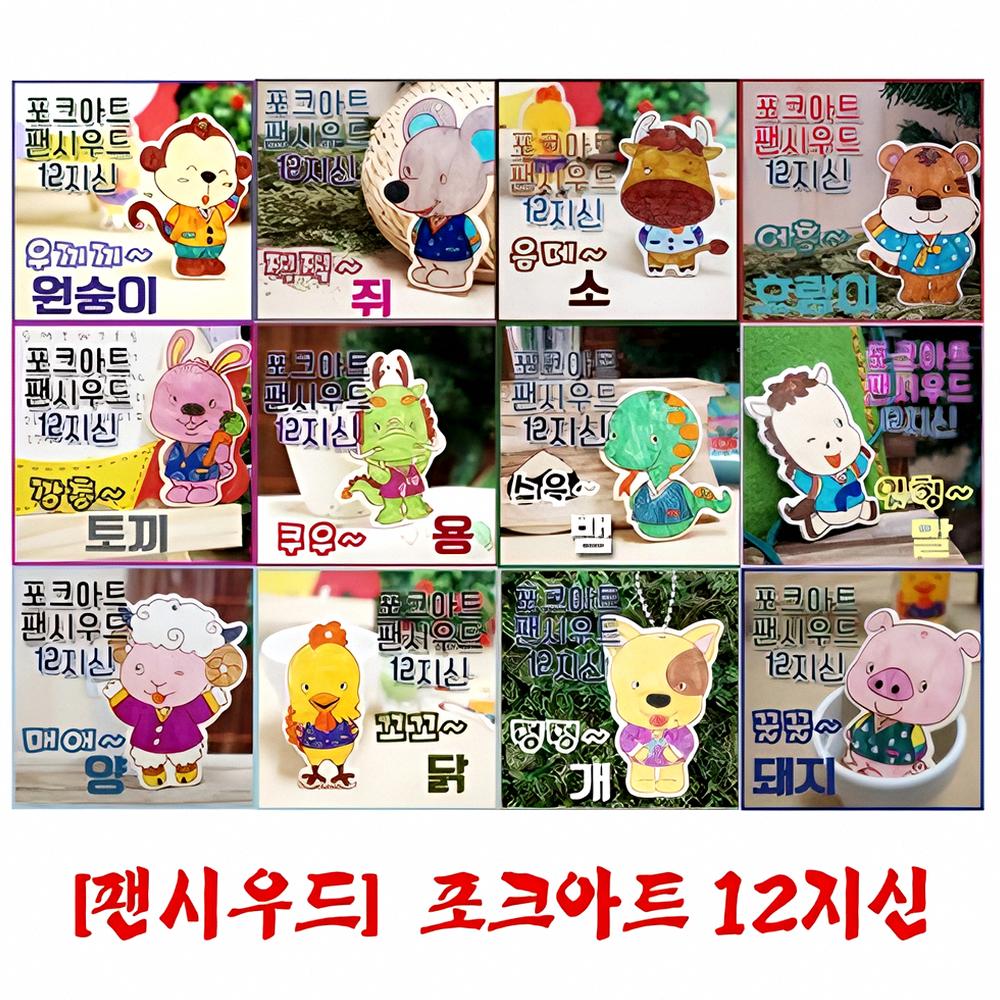 포크아트
팬시우드
12지신
우끼끼~
원숭이
포크아트
팬시우드
12지신
찍찍~
쥐
포크아트
팬시우드
12지신
음메~
소
포크아트
팬시우드
12지신
어흥~
호랑이
포크아트
팬시우드
12지신
깡총~
토끼
포크아트
팬시우드
12지신
쿠우~
용
포크아트
팬시우드
12지신
스윽~
뱀
포크아트
팬시우드
12지신
말
포크아트
팬시우드
12지신
매애~
양
포크아트
팬시우드
12지신
꼬꼬~
닭
포크아트
팬시우드
12지신
멍멍~
개
포크아트
팬시우드
12지신
꿀꿀~
돼지
[팬시우드] 포크아트 12지신